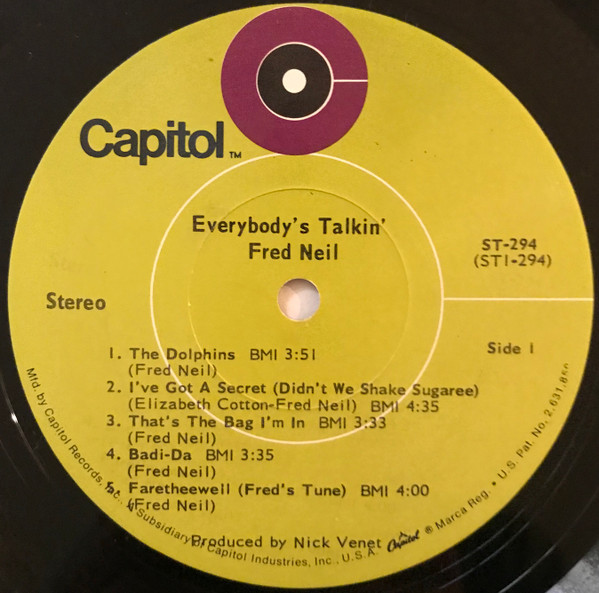 Capitol™
Everybody's Talkin'
Fred Neil
ST-294
(ST1-294)
Stereo
Side 1
1. The Dolphins BMI 3:51
(Fred Neil)
2. I've Got A Secret (Didn't We Shake Sugaree)
(Elizabeth Cotton-Fred Neil) BMI 4:35
3. That's The Bag I'm In BMI 3:33
(Fred Neil)
4. Badi-Da BMI 3:35
(Fred Neil)
5. Faretheewell (Fred's Tune) BMI 4:00
(Fred Neil)
Produced by Nick Venet
Mfd. by Capitol Records, Inc., A Subsidiary of Capitol Industries, Inc., U.S.A. Capitol ® Marca Reg. • U.S. Pat. No. 2,631,859